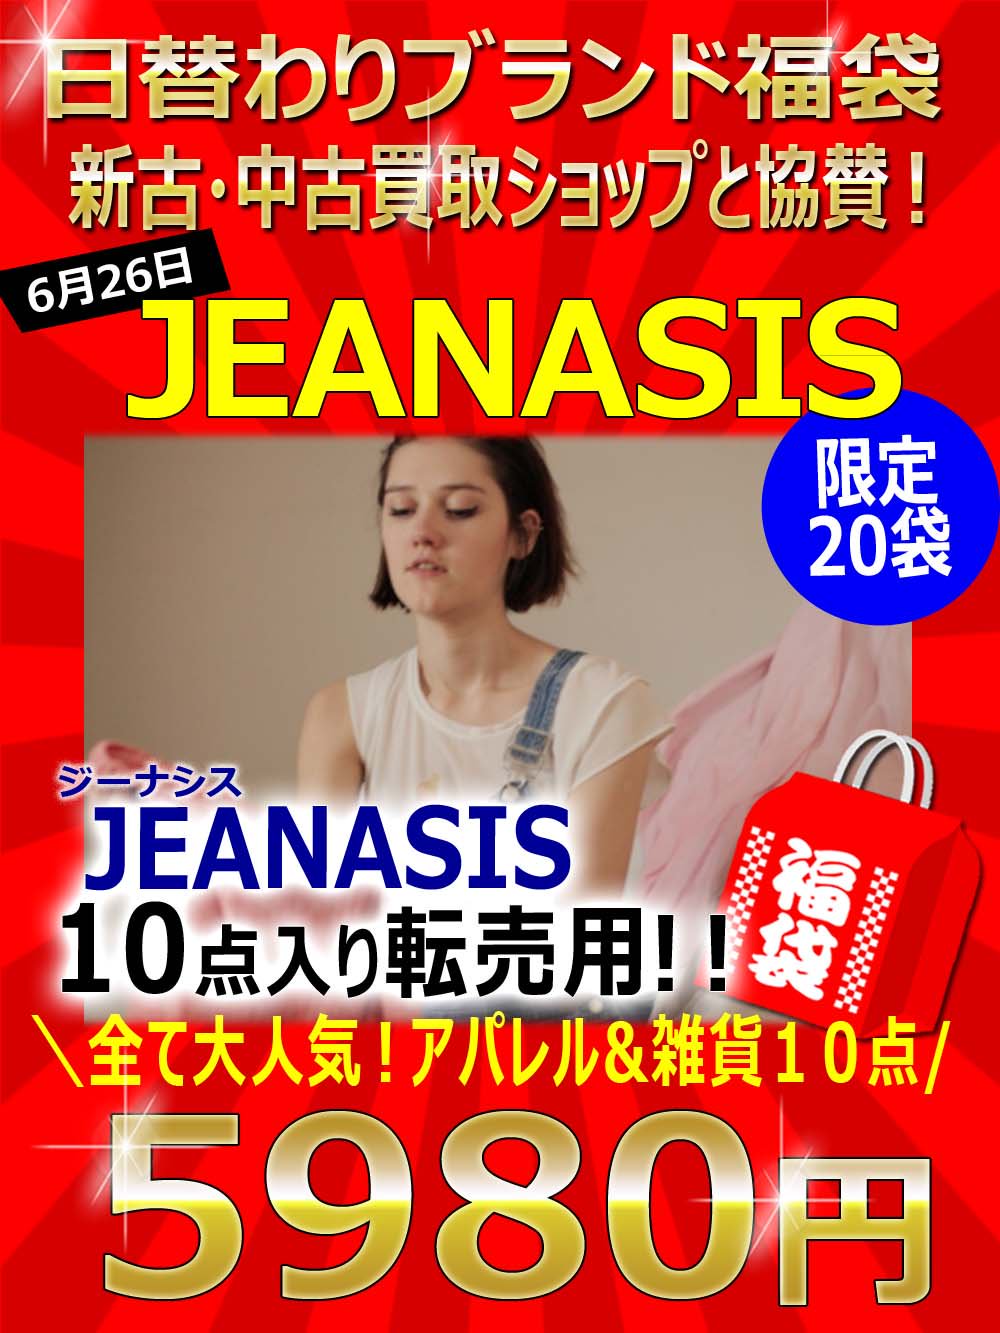 日替わりブランド福袋
新古・中古買取ショップと協賛！
6月26日
JEANASIS
限定
20袋
ジーナシス
JEANASIS
10点入り転売用！！
福袋
\全て大人気！アパレル＆雑貨１０点/
5980円